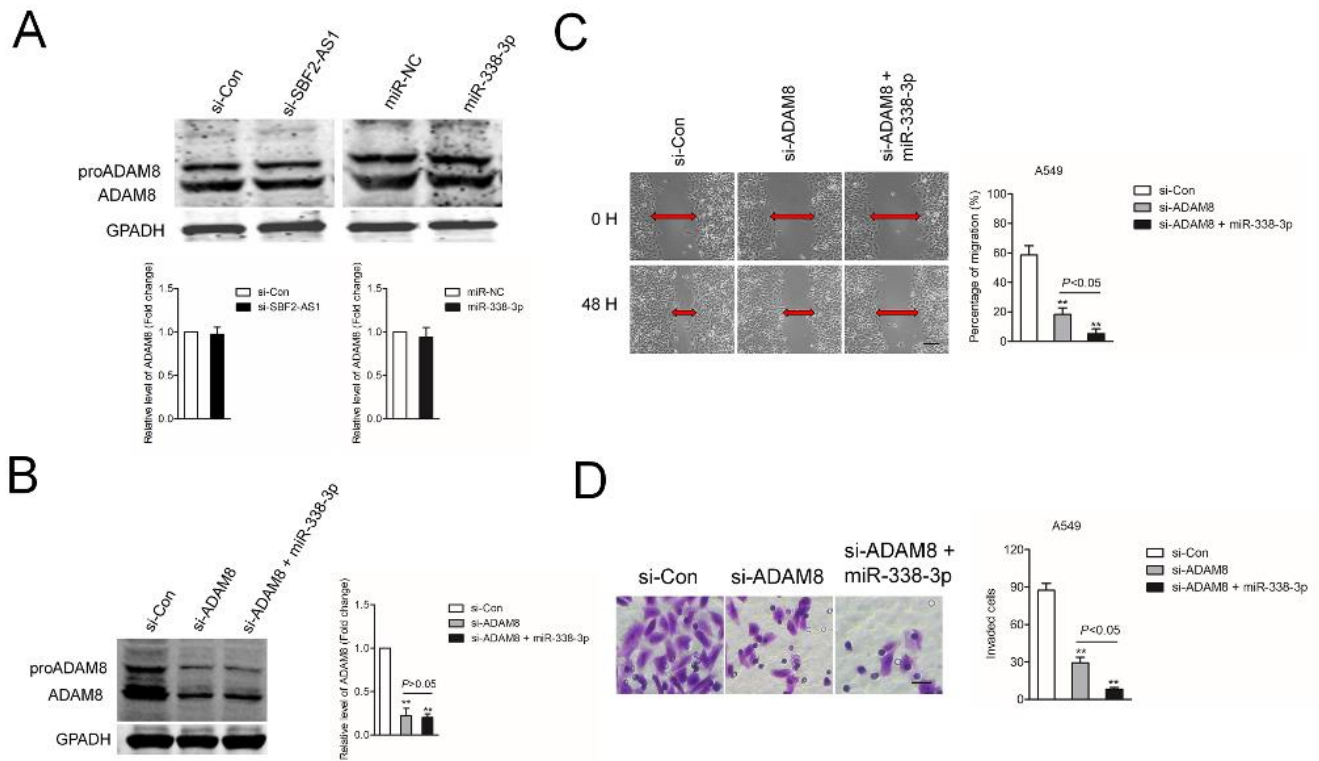 A
si-Con
si-SBF2-AS1
miR-NC
miR-338-3p
proADAM8
ADAM8
GPADH
Relative level of ADAM8 (Fold change)
1.5
1.0
0.5
0.0
si-Con
si-SBF2-AS1
Relative level of ADAM8 (Fold change)
1.5
1.0
0.5
0.0
miR-NC
miR-338-3p
B
si-Con
si-ADAM8
si-ADAM8 + miR-338-3p
proADAM8
ADAM8
GPADH
Relative level of ADAM8 (Fold change)
1.5
1.0
0.5
0.0
P>0.05
**
**
si-Con
si-ADAM8
si-ADAM8 + miR-338-3p
C
si-Con
si-ADAM8
si-ADAM8 +
miR-338-3p
0 H
48 H
A549
Percentage of migration (%)
100
80
60
40
20
0
P<0.05
**
**
si-Con
si-ADAM8
si-ADAM8 + miR-338-3p
D
si-Con
si-ADAM8
si-ADAM8 +
miR-338-3p
A549
Invaded cells
120
90
60
30
0
P<0.05
**
**
si-Con
si-ADAM8
si-ADAM8 + miR-338-3p